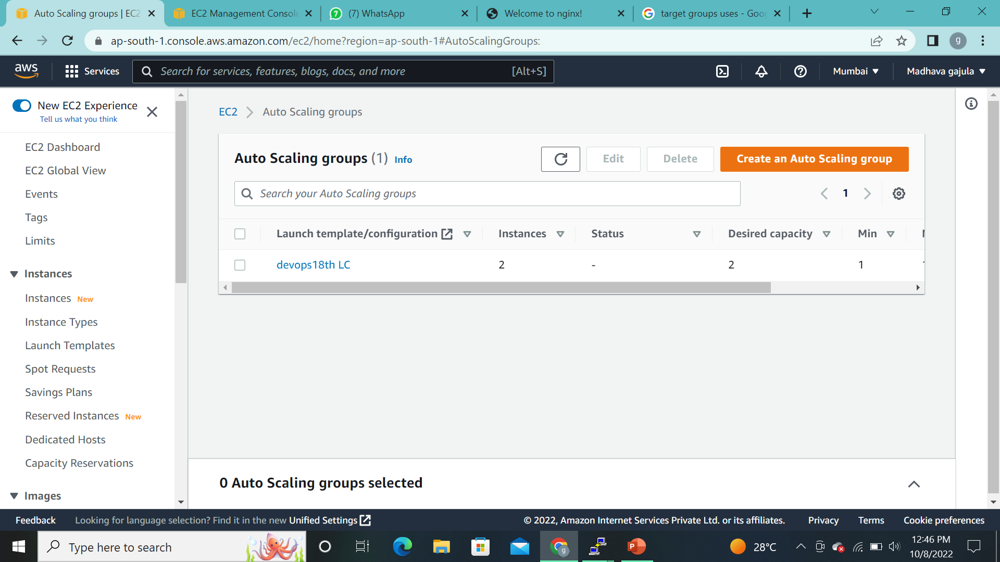 Auto Scaling groups | EC2
EC2 Management Console
7
(7) WhatsApp
Welcome to nginx!
target groups uses - Goo
ap-south-1.console.aws.amazon.com/ec2/home?region=ap-south-1#AutoScalingGroups:
g
aws
Services
Search for services, features, blogs, docs, and more
[Alt+S]
Mumbai
Madhava gajula
New EC2 Experience
Tell us what you think
EC2 Dashboard
EC2 Global View
Events
Tags
Limits
Instances
Instances New
Instance Types
Launch Templates
Spot Requests
Savings Plans
Reserved Instances New
Dedicated Hosts
Capacity Reservations
Images
EC2
Auto Scaling groups
Auto Scaling groups (1) Info
Edit
Delete
Create an Auto Scaling group
Search your Auto Scaling groups
1
Launch template/configuration
Instances
Status
Desired capacity
Min
devops18th LC
2
-
2
1
0 Auto Scaling groups selected
Feedback
Looking for language selection? Find it in the new Unified Settings
© 2022, Amazon Internet Services Private Ltd. or its affiliates.
Privacy
Terms
Cookie preferences
Type here to search
g
P
28°C
12:46 PM
10/8/2022